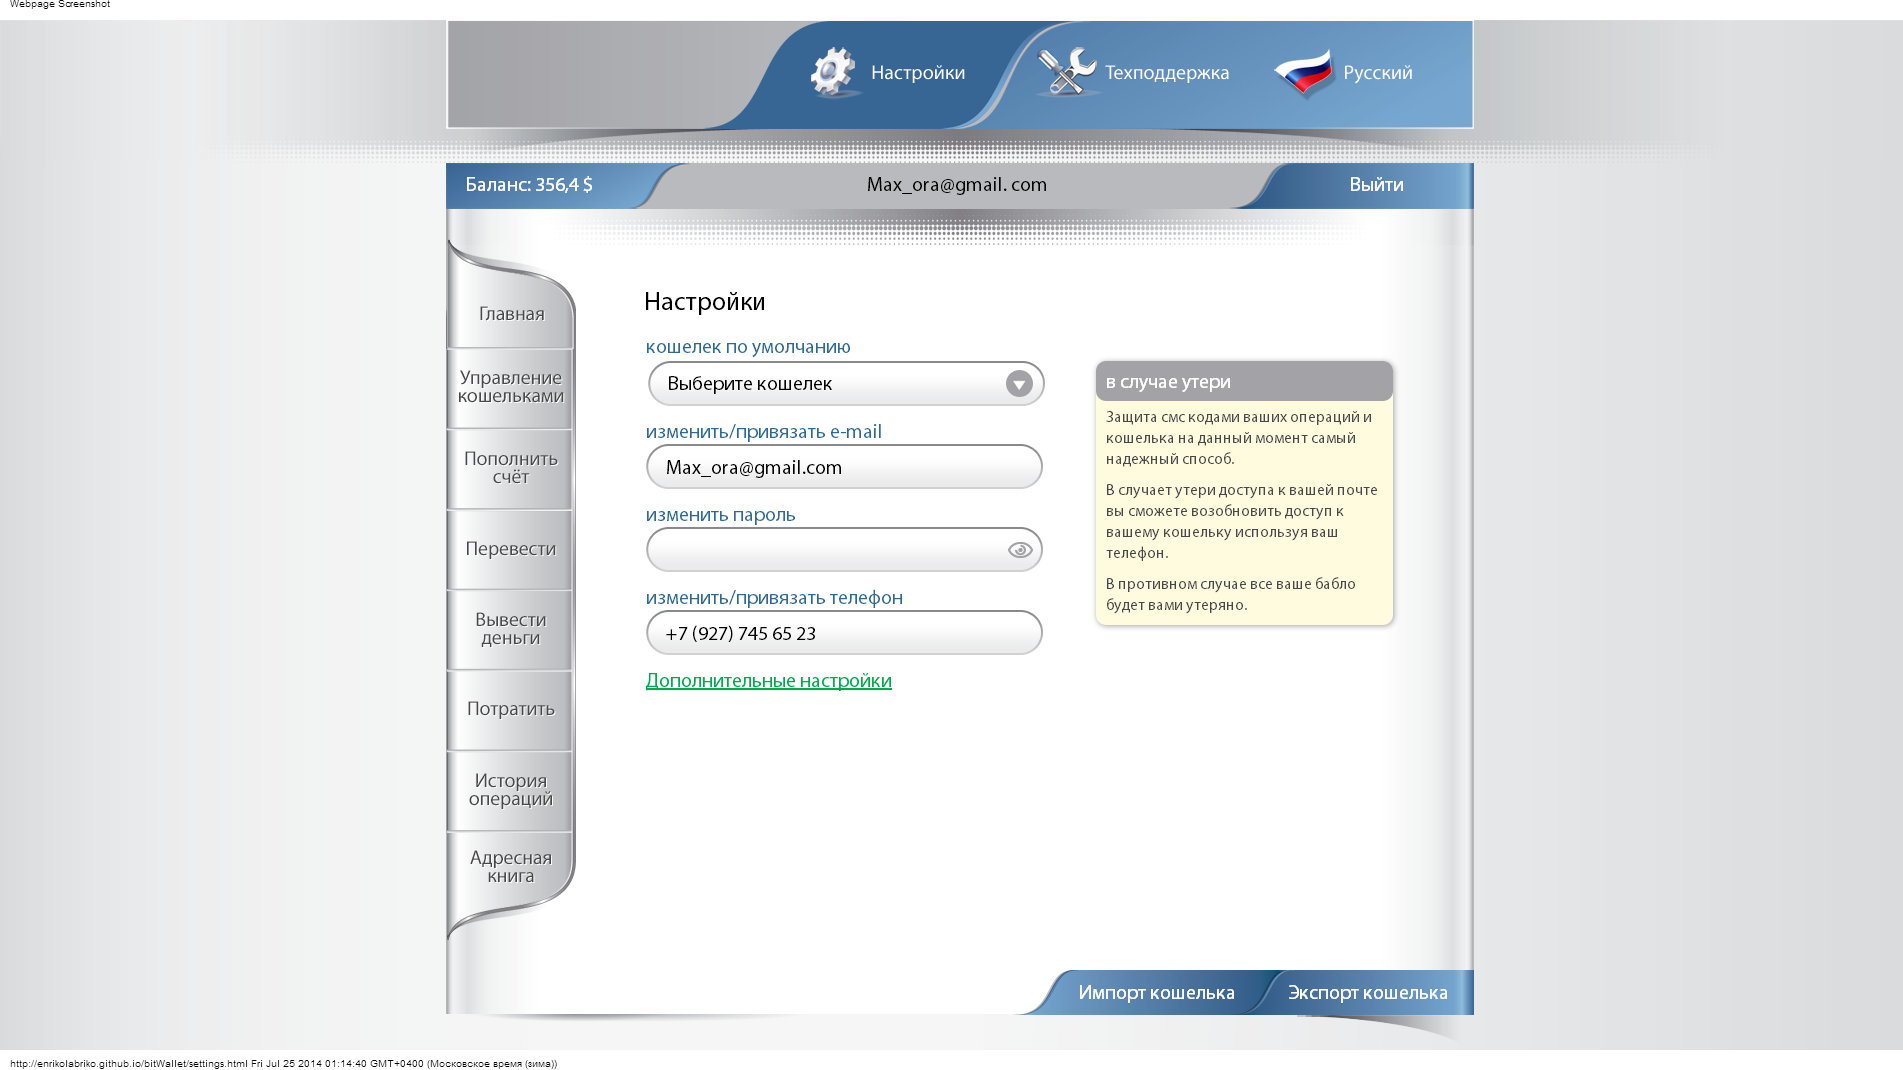 Webpage Screenshot
Настройки
Техподдержка
Русский
Баланс: 356,4 $
Max_ora@gmail. com
Выйти
Главная
Управление
кошельками
Пополнить
счёт
Перевести
Вывести
деньги
Потратить
История
операций
Адресная
книга
Настройки
кошелек по умолчанию
Выберите кошелек
изменить/привязать e-mail
Max_ora@gmail.com
изменить пароль
изменить/привязать телефон
+7 (927) 745 65 23
Дополнительные настройки
в случае утери
Защита смс кодами ваших операций и
кошелька на данный момент самый
надежный способ.
В случает утери доступа к вашей почте
вы сможете возобновить доступ к
вашему кошельку используя ваш
телефон.
В противном случае все ваше бабло
будет вами утеряно.
Импорт кошелька
Экспорт кошелька
http://enrikolabriko.github.io/bitWallet/settings.html Fri Jul 25 2014 01:14:40 GMT+0400 (Московское время (зима))